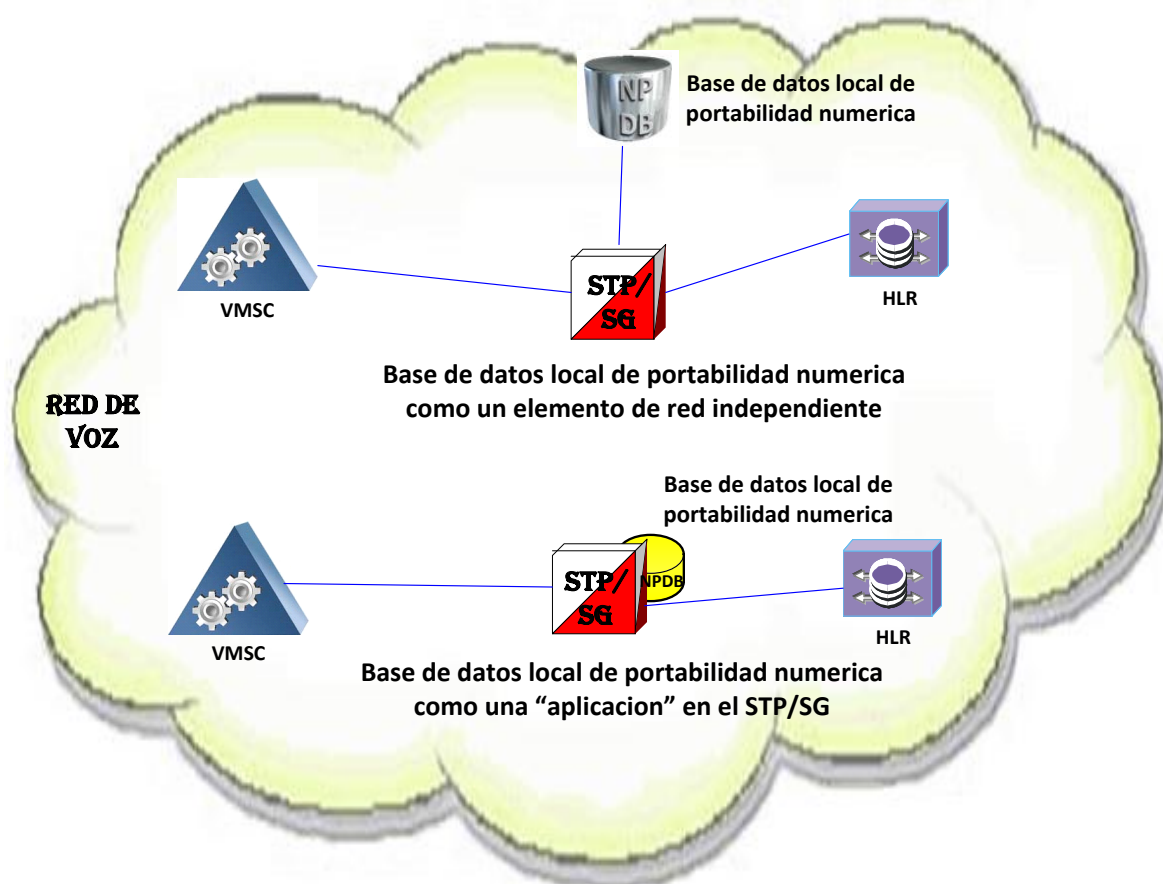 NP
DB
Base de datos local de
portabilidad numerica
STP/
SG
VMSC
HLR
Base de datos local de portabilidad numerica
como un elemento de red independiente
RED DE
VOZ
Base de datos local de
portabilidad numerica
NPDB
STP/
SG
VMSC
HLR
Base de datos local de portabilidad numerica
como una “aplicacion” en el STP/SG